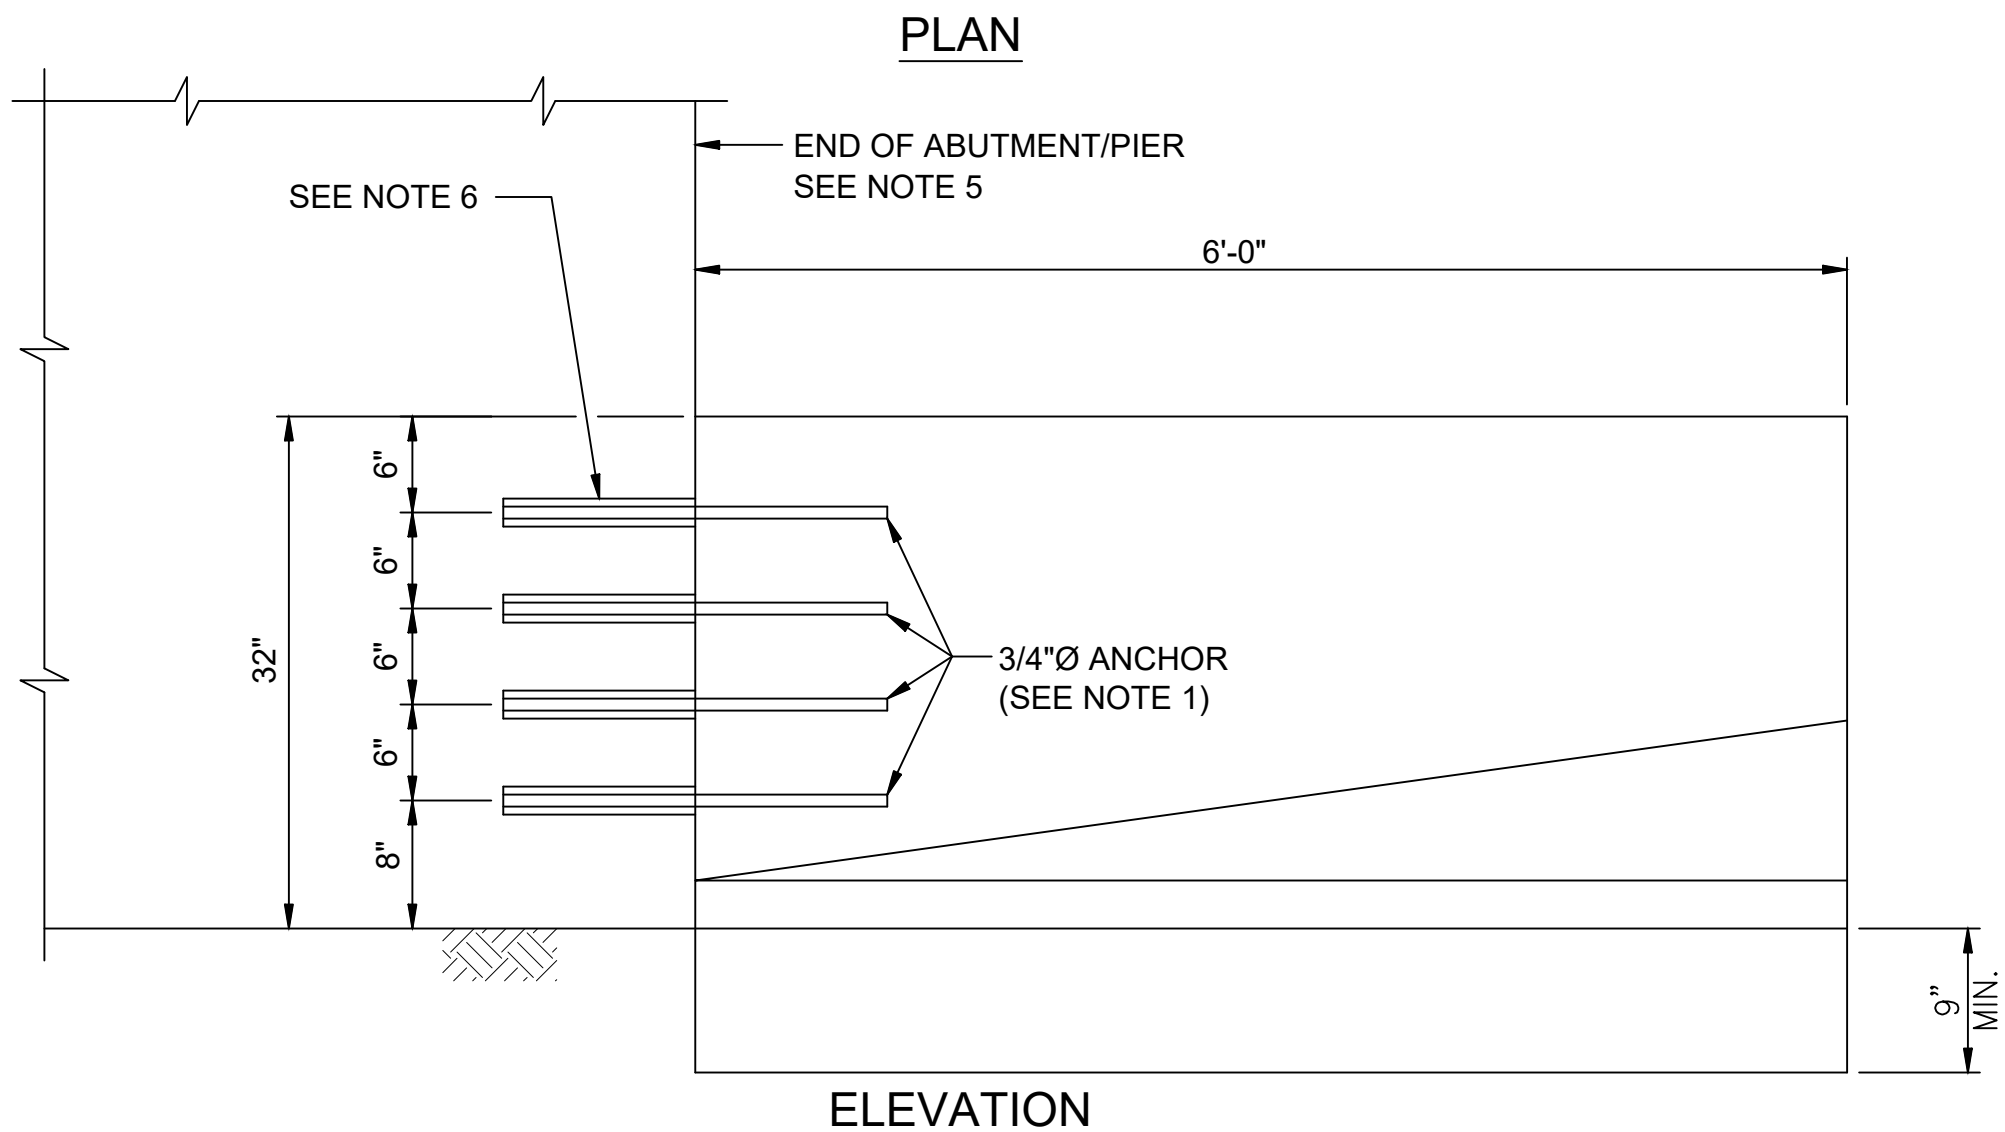 PLAN
END OF ABUTMENT/PIER
SEE NOTE 5
SEE NOTE 6
6'-0"
6"
6"
32"
6"
3/4"Ø ANCHOR
(SEE NOTE 1)
6"
8"
9”
MIN.
ELEVATION